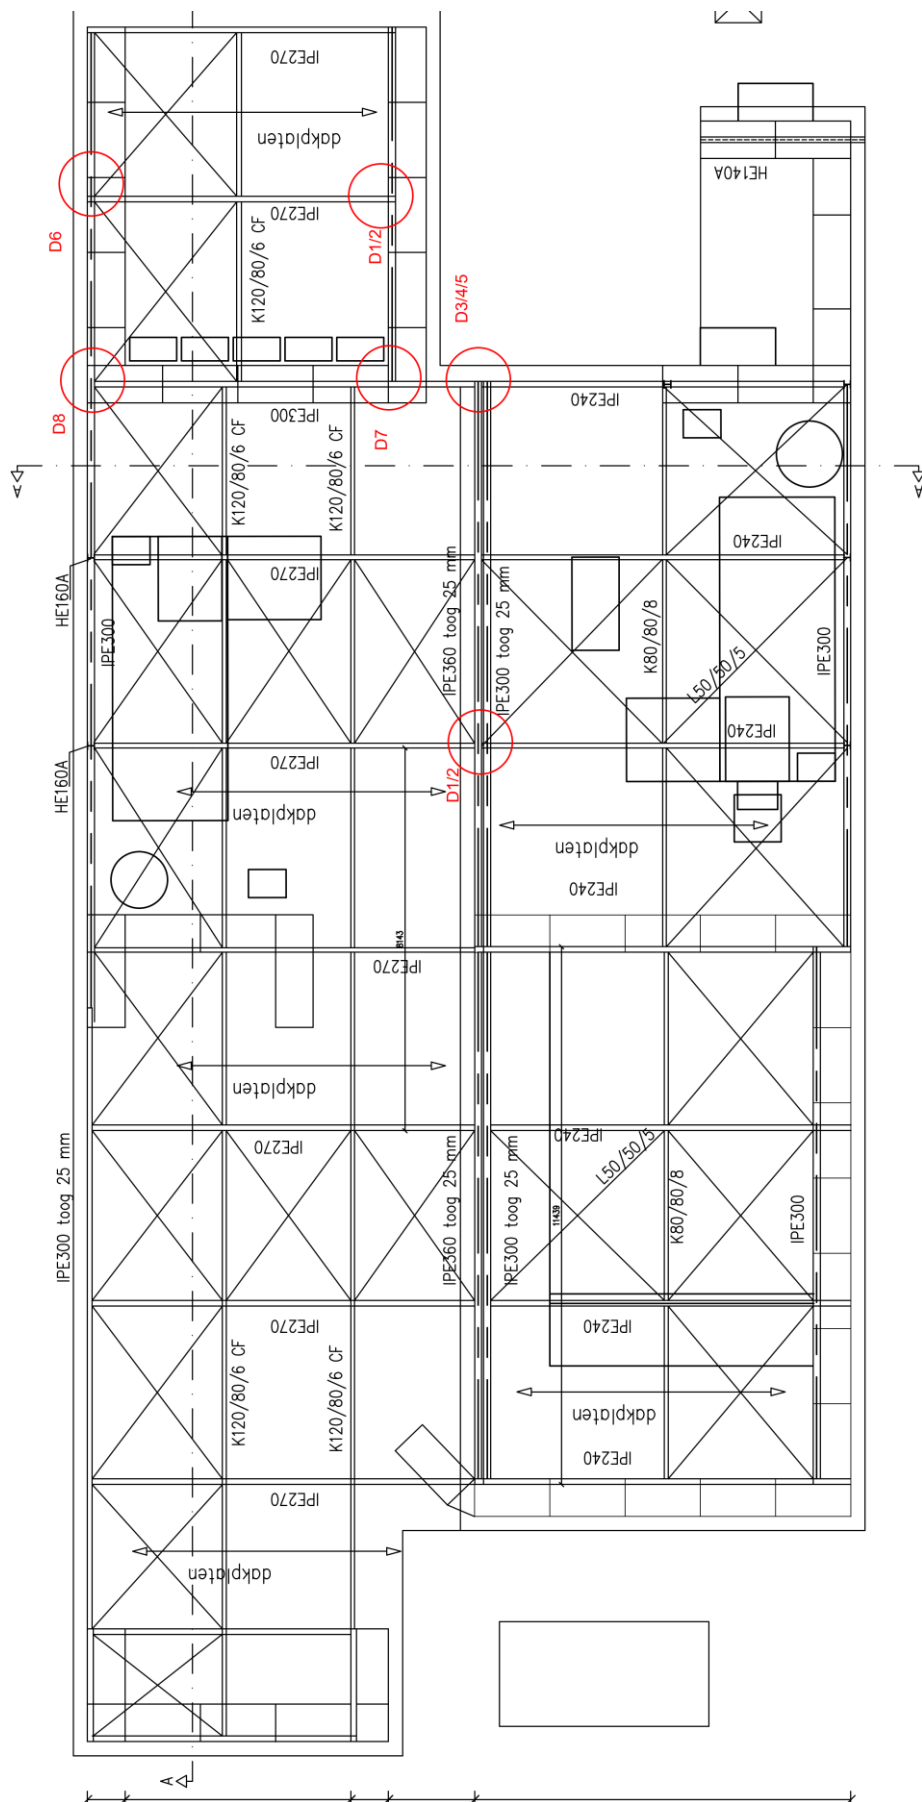 IPE270
dakplaten
HE140A
D6
IPE270
D1/2
K120/80/6 CF
D3/4/5
D8
IPE300
IPE240
D7
K120/80/6 CF
K120/80/6 CF
A
A
IPE240
HE160A
IPE270
IPE300
IPE360 toog 25 mm
IPE300 toog 25 mm
K80/80/8
L50/50/5
IPE300
IPE240
HE160A
IPE270
D1/2
dakplaten
dakplaten
IPE240
8143
IPE270
dakplaten
IPE270
IPE240
L50/50/5
IPE300 toog 25 mm
IPE360 toog 25 mm
IPE300 toog 25 mm
K80/80/8
IPE300
11439
IPE270
IPE240
K120/80/6 CF
K120/80/6 CF
dakplaten
IPE240
IPE270
dakplaten
A